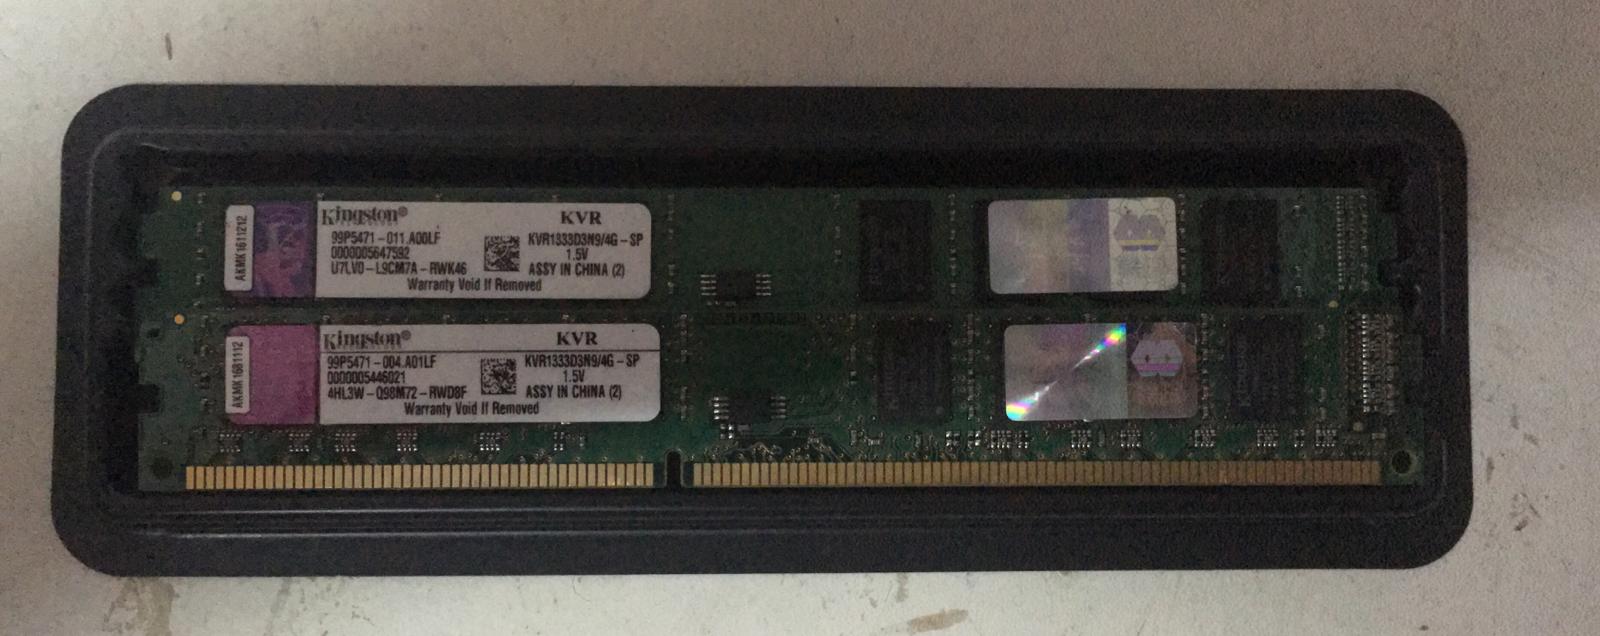 AKMK1611212
Kingston® KVR
99P5471-011.A00LF KVR1333D3N9/4G-SP
0000005647592 1.5V
U7LV0-L9CM7A-RWK46 ASSY IN CHINA (2)
Warranty Void If Removed
AKMK1681112
Kingston® KVR
99P5471-004.A01LF KVR1333D3N9/4G-SP
0000005446021 1.5V
4HL3W-Q98M72-RWD8F ASSY IN CHINA (2)
Warranty Void If Removed